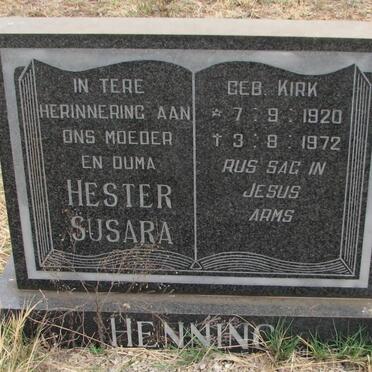 IN TERE
HERINNERING AAN
ONS MOEDER
EN OUMA
HESTER
SUSARA
GEB. KIRK
* 7 · 9 · 1920
† 3 · 8 · 1972
RUS SAG IN
JESUS
ARMS
HENNING